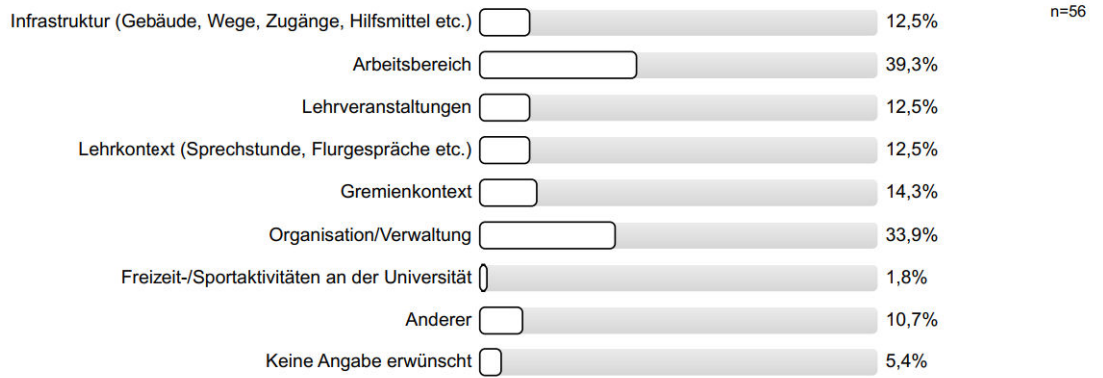 Infrastruktur (Gebäude, Wege, Zugänge, Hilfsmittel etc.) 12,5% n=56
Arbeitsbereich 39,3%
Lehrveranstaltungen 12,5%
Lehrkontext (Sprechstunde, Flurgespräche etc.) 12,5%
Gremienkontext 14,3%
Organisation/Verwaltung 33,9%
Freizeit-/Sportaktivitäten an der Universität 1,8%
Anderer 10,7%
Keine Angabe erwünscht 5,4%